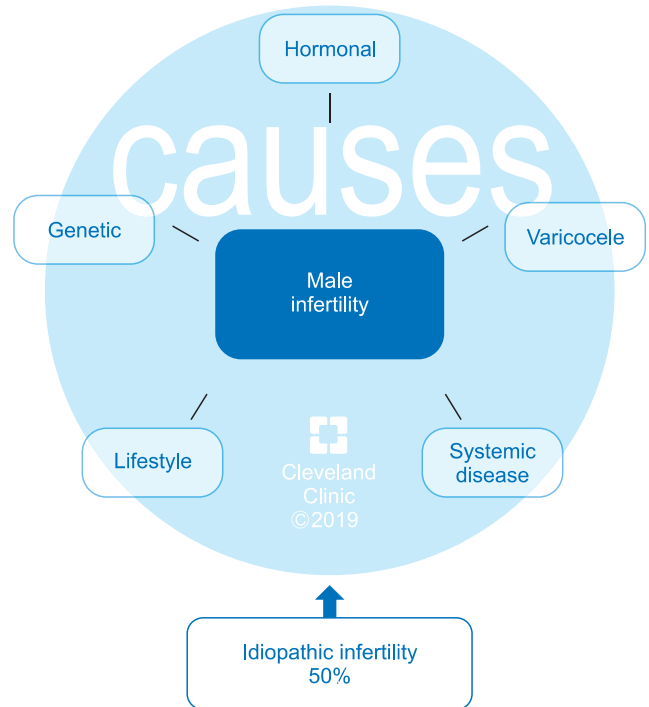 Hormonal
causes
Genetic
Varicocele
Male
infertility
Lifestyle
Systemic
disease
Cleveland
Clinic
©2019
Idiopathic infertility
50%